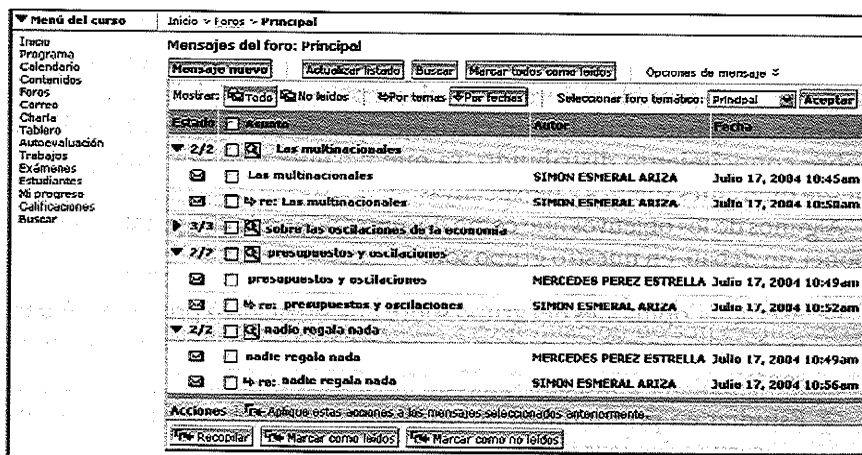 Menú del curso
Inicio > Foros > Principal
Inicio
Programa
Calendario
Contenidos
Foros
Correo
Charla
Tablero
Autoevaluación
Trabajos
Exámenes
Estudiantes
Mi progreso
Calificaciones
Buscar
Mensajes del foro: Principal
Mensaje nuevo Actualizar listado Buscar Marcar todos como leídos Opciones de mensaje
Mostrar: Todo No leídos Por temas Por fechas Seleccionar foro temático: Principal Aceptar
Estado Asunto Autor Fecha
2/2 Las multinacionales
Las multinacionales SIMON ESMERAL ARIZA Julio 17, 2004 10:45am
re: Las multinacionales SIMON ESMERAL ARIZA Julio 17, 2004 10:50am
3/3 sobre las oscilaciones de la economía
2/2 presupuestos y oscilaciones
presupuestos y oscilaciones MERCEDES PEREZ ESTRELLA Julio 17, 2004 10:49am
re: presupuestos y oscilaciones SIMON ESMERAL ARIZA Julio 17, 2004 10:52am
2/2 nadie regala nada
nadie regala nada MERCEDES PEREZ ESTRELLA Julio 17, 2004 10:49am
re: nadie regala nada SIMON ESMERAL ARIZA Julio 17, 2004 10:56am
Acciones Aplique estas acciones a los mensajes seleccionados anteriormente.
Recopilar Marcar como leídos Marcar como no leídos